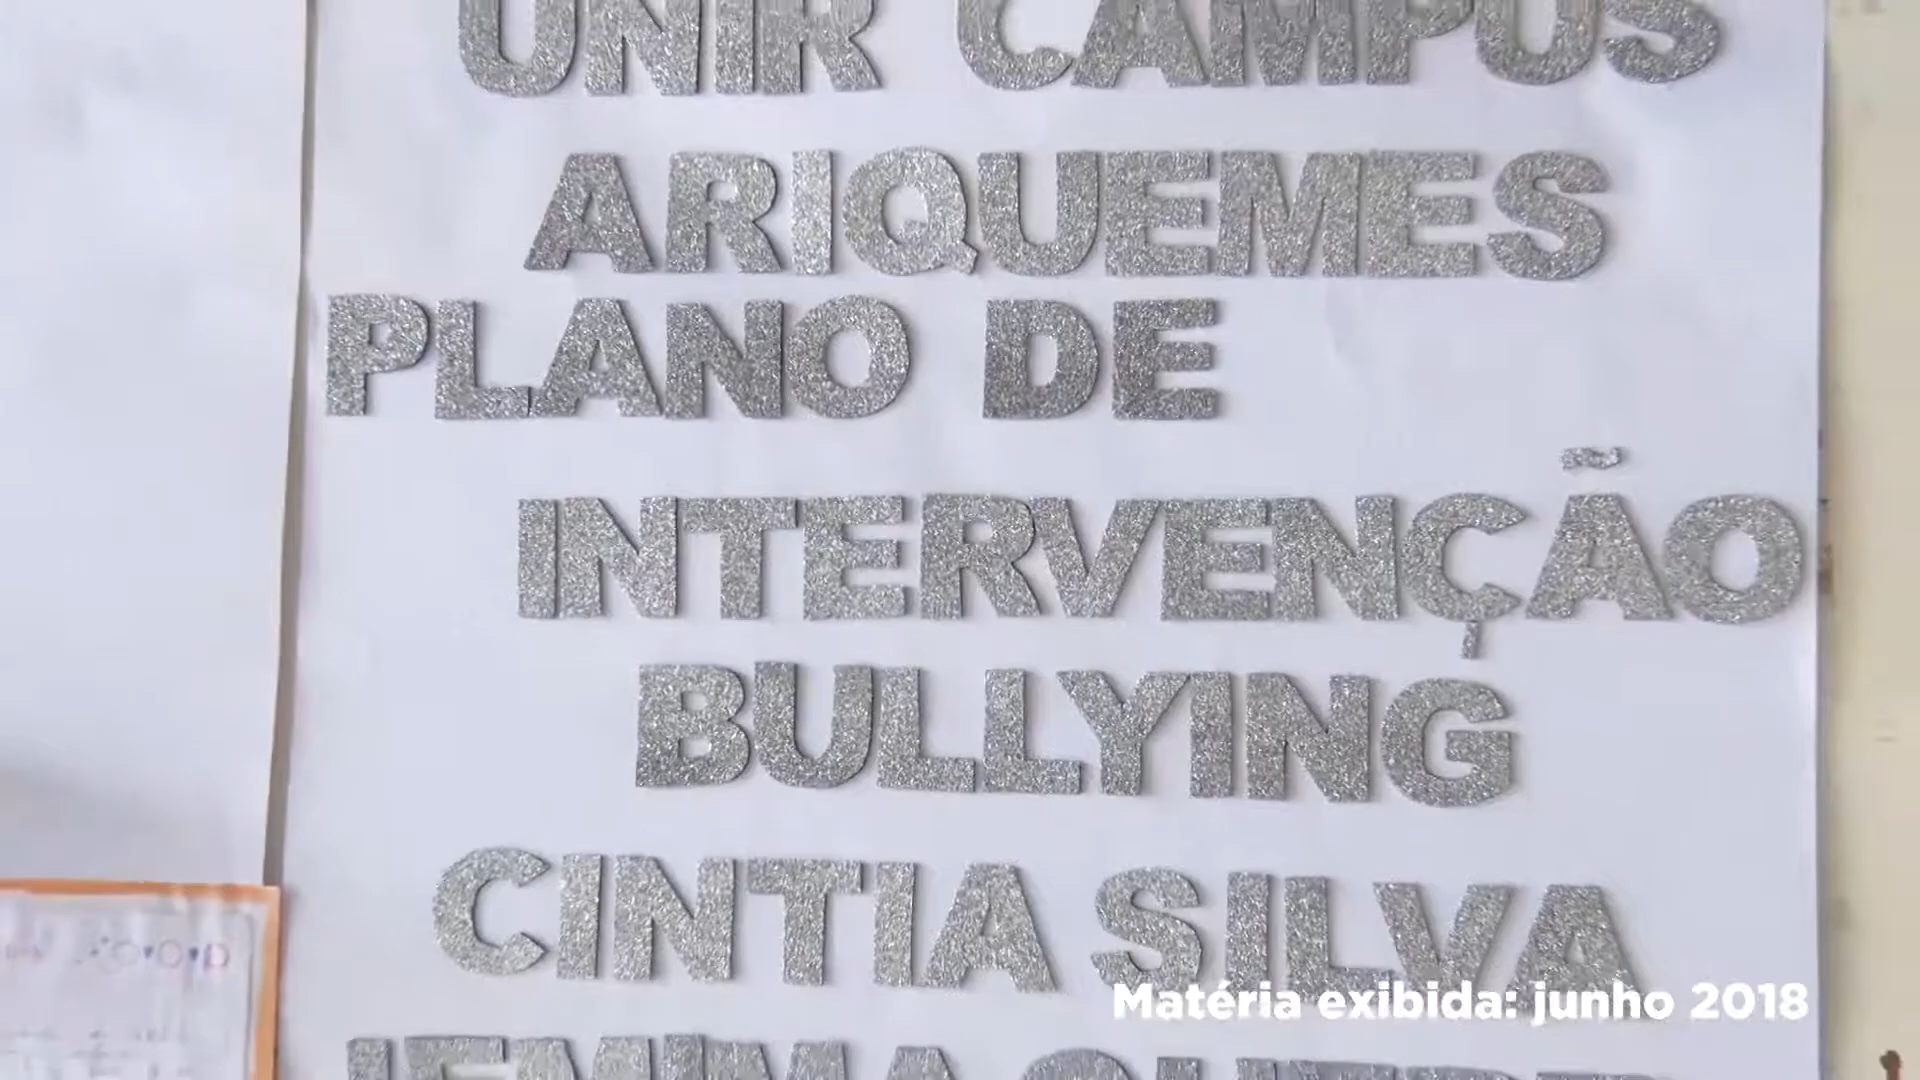 UNIR CAMPUS
ARIQUEMES
PLANO DE
INTERVENÇÃO
BULLYING
CINTIA SILVA
Matéria exibida: junho 2018